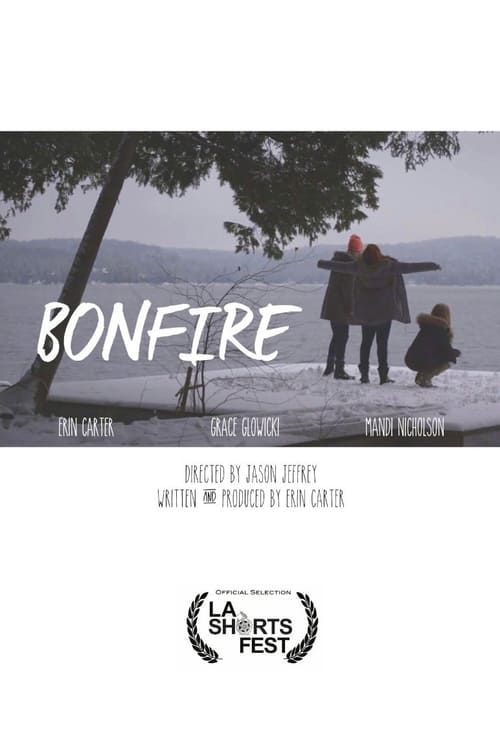 BONFIRE
ERIN CARTER GRACE GLOWICKI MANDI NICHOLSON
DIRECTED BY JASON JEFFREY
WRITTEN AND PRODUCED BY ERIN CARTER
OFFICIAL SELECTION
LA
SHORTS
FEST